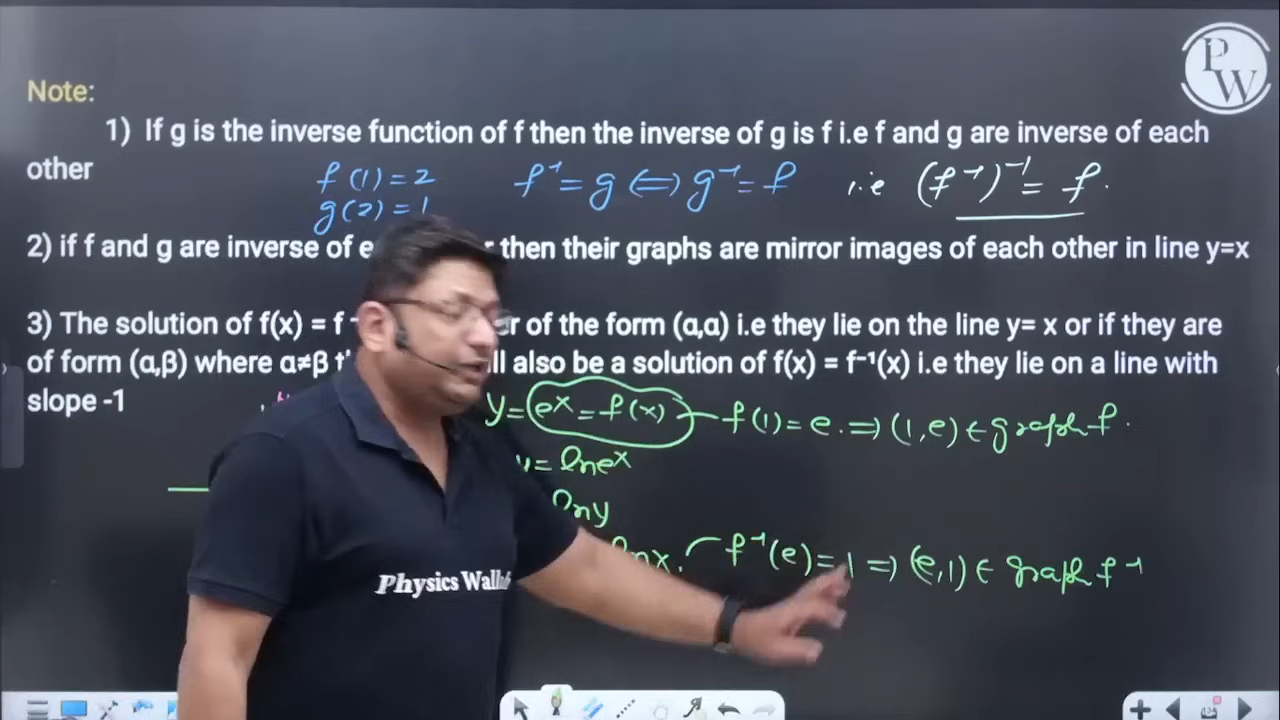 PW
Note:
1) If g is the inverse function of f then the inverse of g is f i.e f and g are inverse of each
other
f(1)=2 f⁻¹=g⇔g⁻¹=f i.e (f⁻¹)⁻¹=f.
g(2)=1
2) if f and g are inverse of e r then their graphs are mirror images of each other in line y=x
3) The solution of f(x) = f er of the form (α,α) i.e they lie on the line y= x or if they are
of form (α,β) where α≠β t ll also be a solution of f(x) = f⁻¹(x) i.e they lie on a line with
slope -1
y=eˣ=f(x) f(1)=e.⇒(1,e)∈graph f.
y=lneˣ
lny
lnx. f⁻¹(e)=1⇒(e,1)∈graph f⁻¹
Physics Walla